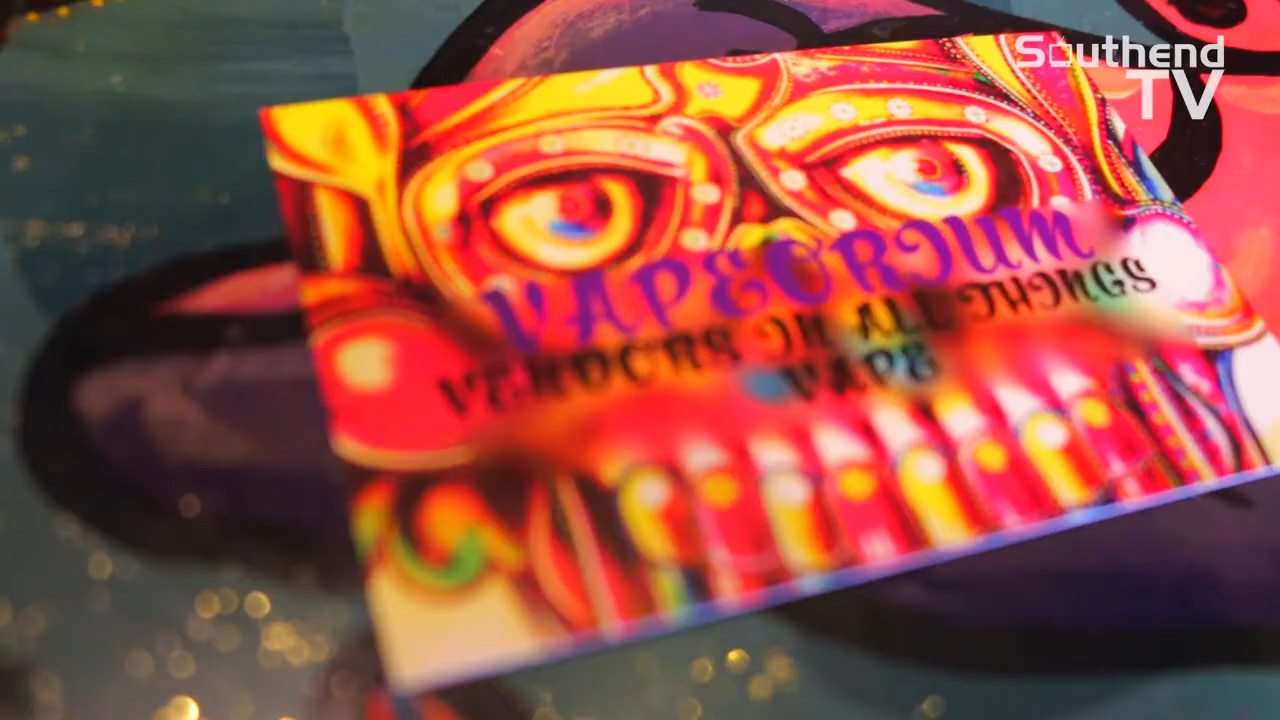 Southend
TV
VAPEORIUM
VENDORS IN ALL THINGS
VAPE